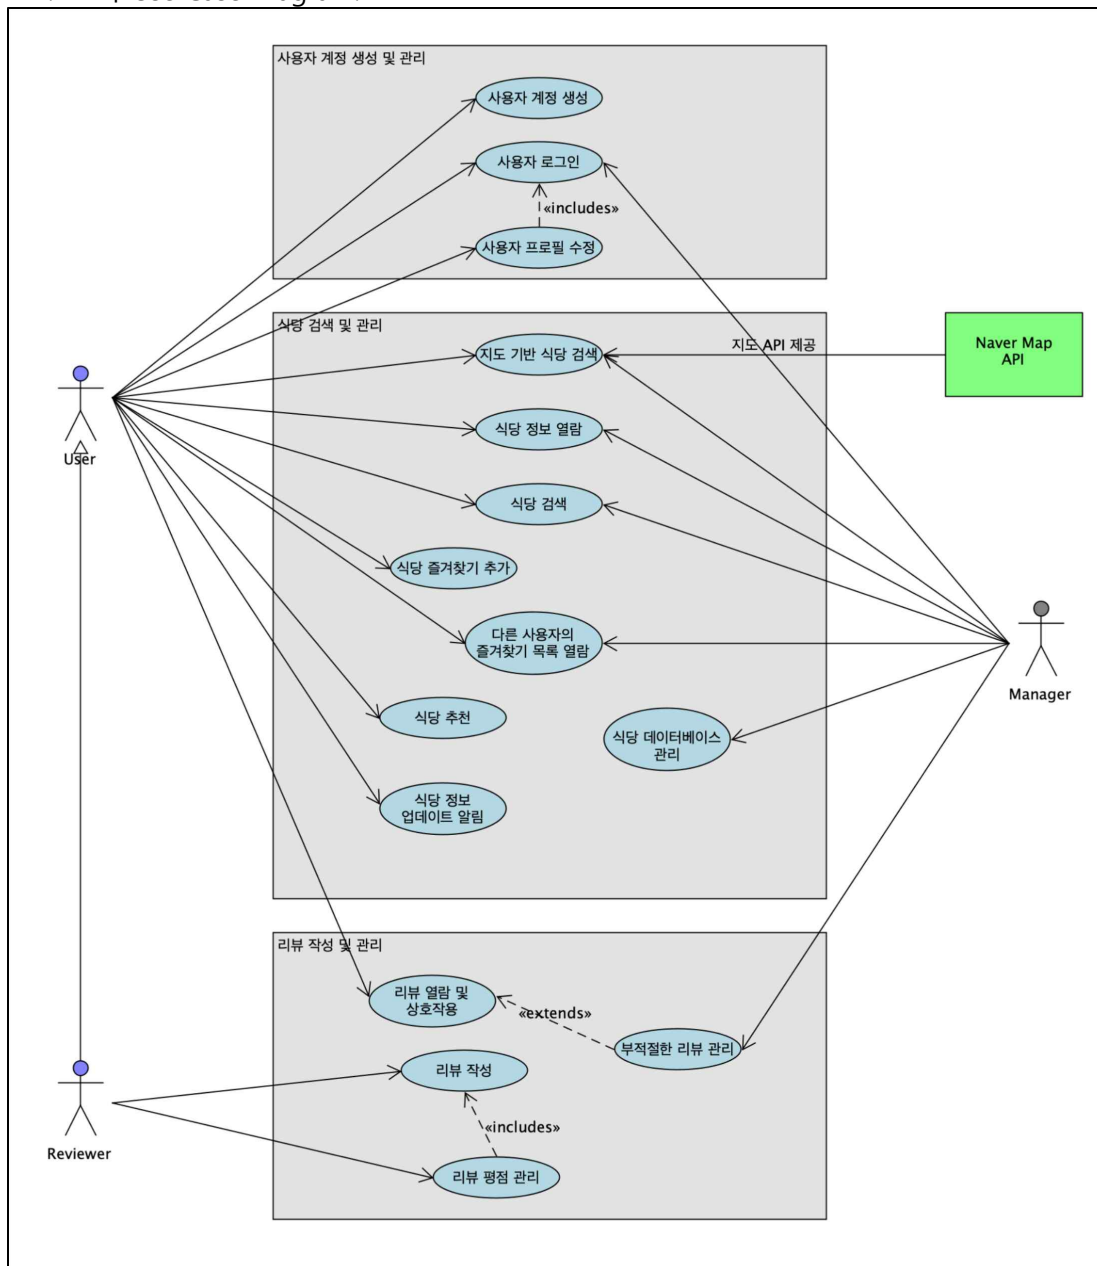 사용자 계정 생성 및 관리
사용자 계정 생성
사용자 로그인
«includes»
사용자 프로필 수정
식당 검색 및 관리
지도 기반 식당 검색
지도 API 제공
Naver Map
API
식당 정보 열람
User
식당 검색
식당 즐겨찾기 추가
다른 사용자의
즐겨찾기 목록 열람
Manager
식당 추천
식당 데이터베이스
관리
식당 정보
업데이트 알림
리뷰 작성 및 관리
리뷰 열람 및
상호작용
«extends»
부적절한 리뷰 관리
리뷰 작성
«includes»
Reviewer
리뷰 평점 관리